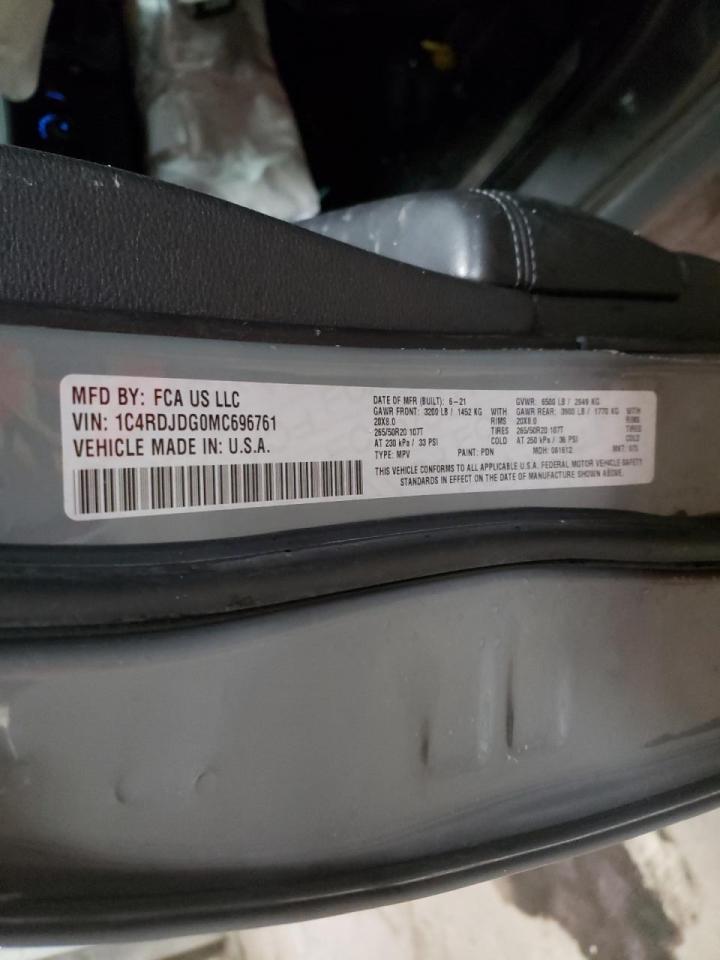 MFD BY: FCA US LLC
VIN: 1C4RDJDG0MC696761
VEHICLE MADE IN: U.S.A.
DATE OF MFR (BUILT): 6-21 GVWR: 6500 LB / 2949 KG
GAWR FRONT: 3200 LB / 1452 KG GAWR REAR: 3900 LB / 1770 KG
20X8.0 RIMS 20X8.0 RIMS
265/50R20 107T TIRES 265/50R20 107T TIRES
AT 230 kPa / 33 PSI COLD AT 250 kPa / 36 PSI COLD
TYPE: MPV PAINT: PDN MDH: 061612 MKT:
THIS VEHICLE CONFORMS TO ALL APPLICABLE U.S.A. FEDERAL MOTOR VEHICLE SAFETY
STANDARDS IN EFFECT ON THE DATE OF MANUFACTURE SHOWN ABOVE.